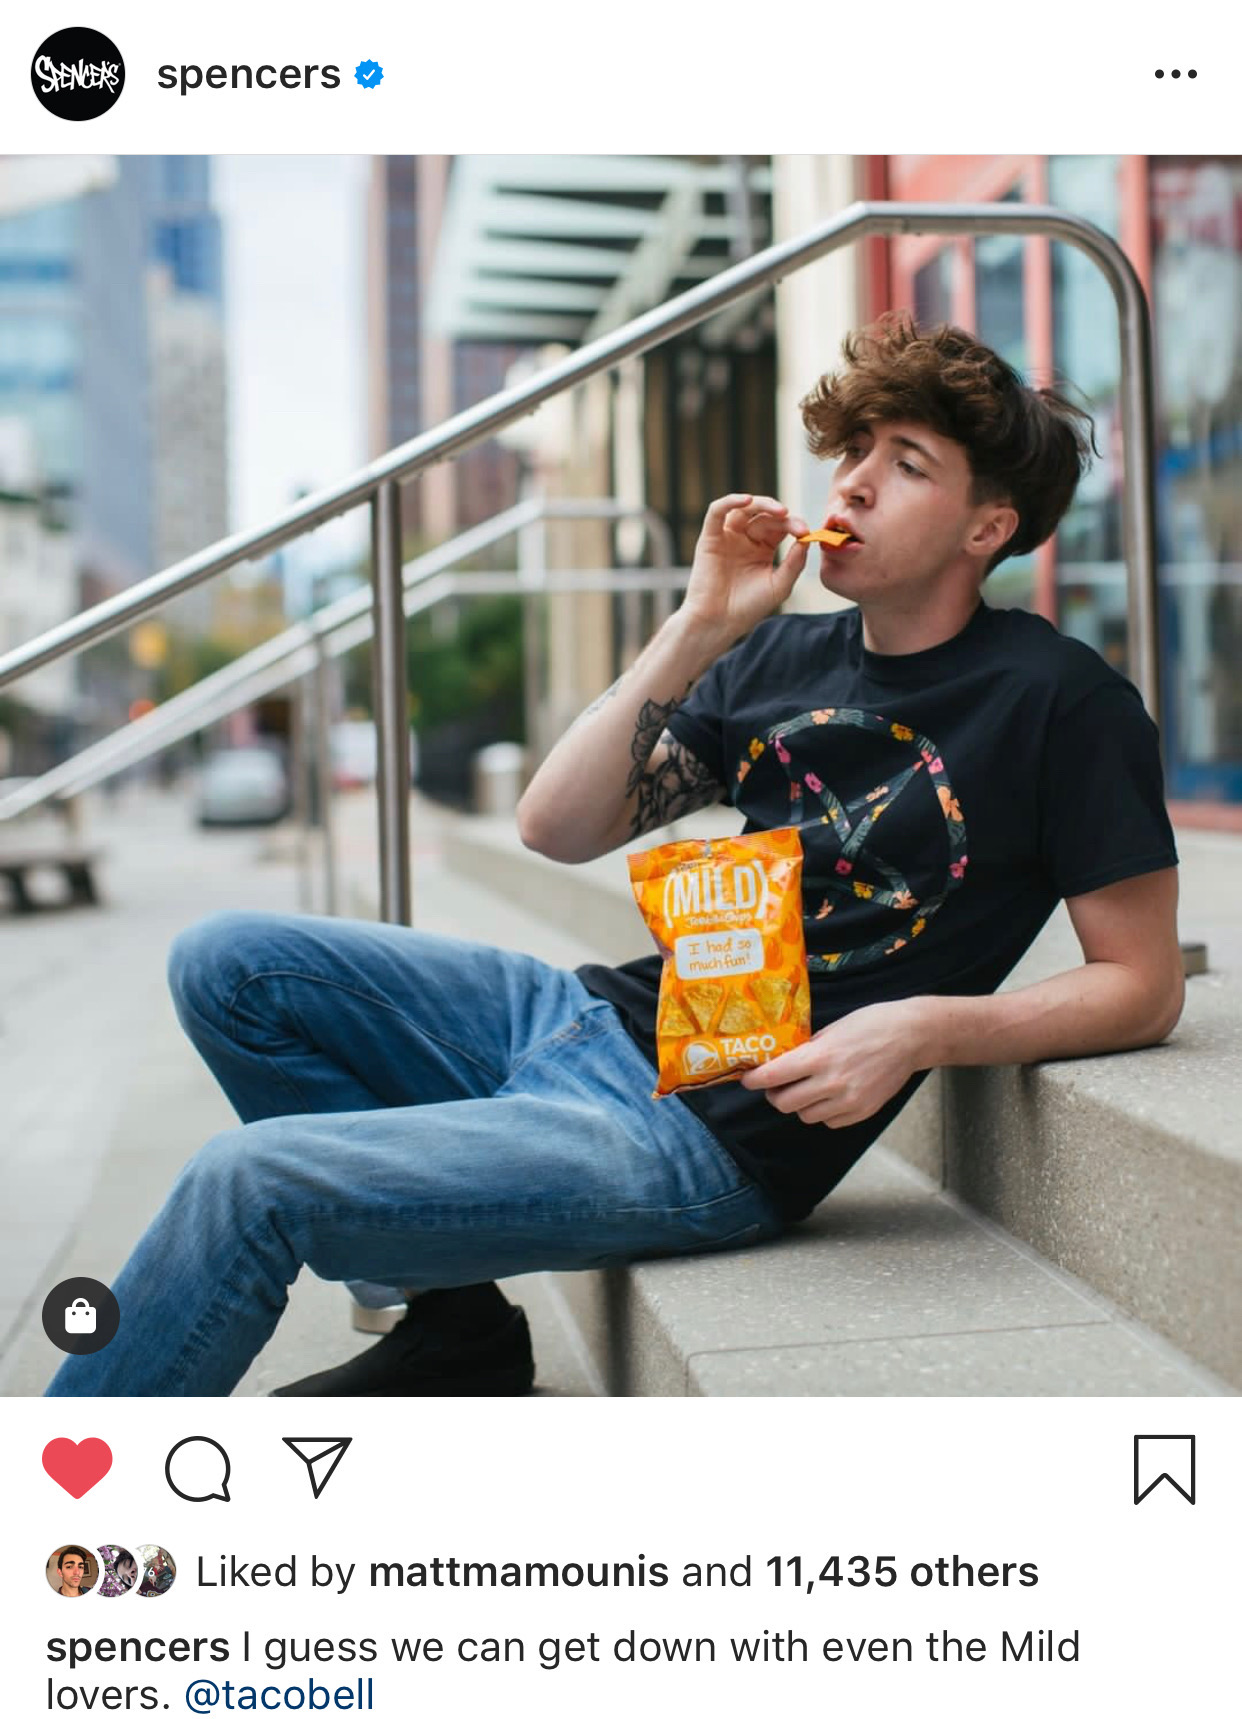 SPENCER'S
spencers
(MILD)
Tortilla Chips
I had so
much fun!
TACO
BELL
Liked by mattmamounis and 11,435 others
spencers I guess we can get down with even the Mild
lovers. @tacobell